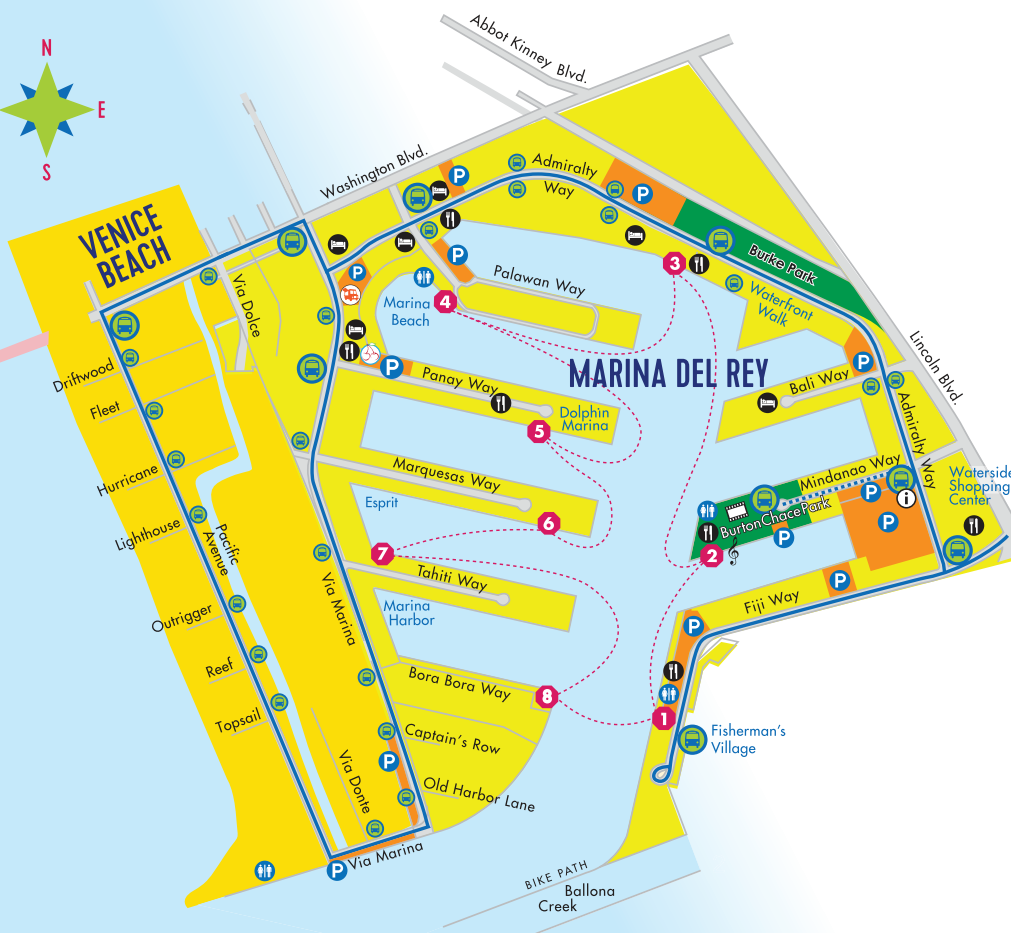 Abbot Kinney Blvd.
N
E
S
Washington Blvd.
P
Admiralty
Way
P
VENICE
BEACH
Burke Park
P
P
3
Palawan Way
Via Dolce
Marina
Beach
4
Waterfront
Walk
Lincoln Blvd.
Driftwood
P
Panay Way
MARINA DEL REY
P
Bali Way
Fleet
Dolphin
Marina
5
Admiralty Way
Hurricane
Marquesas Way
Mindanao Way
Waterside
Shopping
Center
Esprit
P
i
Lighthouse
6
Burton Chace Park
P
P
Pacific
Avenue
7
2
Tahiti Way
Via Marina
P
Fiji Way
Outrigger
Marina
Harbor
P
Reef
Bora Bora Way
8
1
Topsail
Captain's Row
Fisherman's
Village
P
Via Donte
Old Harbor Lane
Via Marina
P
BIKE PATH
Ballona
Creek